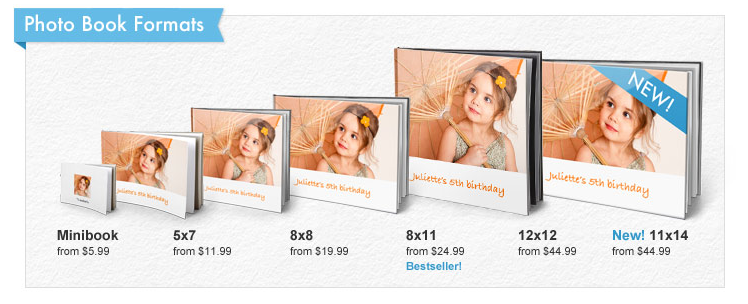 Photo Book Formats
NEW!
Juliette's 5th birthday
Juliette's 5th birthday
Juliette's 5th birthday
Juliette's 5th birthday
Juliette's 5th birthday
Minibook
from $5.99
5x7
from $11.99
8x8
from $19.99
8x11
from $24.99
Bestseller!
12x12
from $44.99
New! 11x14
from $44.99